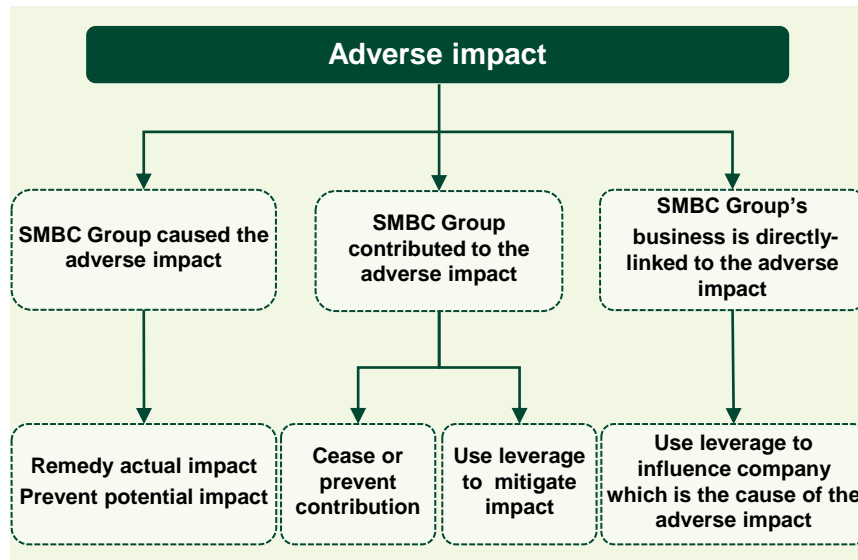 Adverse impact
SMBC Group caused the
adverse impact
SMBC Group
contributed to the
adverse impact
SMBC Group's
business is directly-
linked to the adverse
impact
Remedy actual impact
Prevent potential impact
Cease or
prevent
contribution
Use leverage
to mitigate
impact
Use leverage to
influence company
which is the cause of the
adverse impact